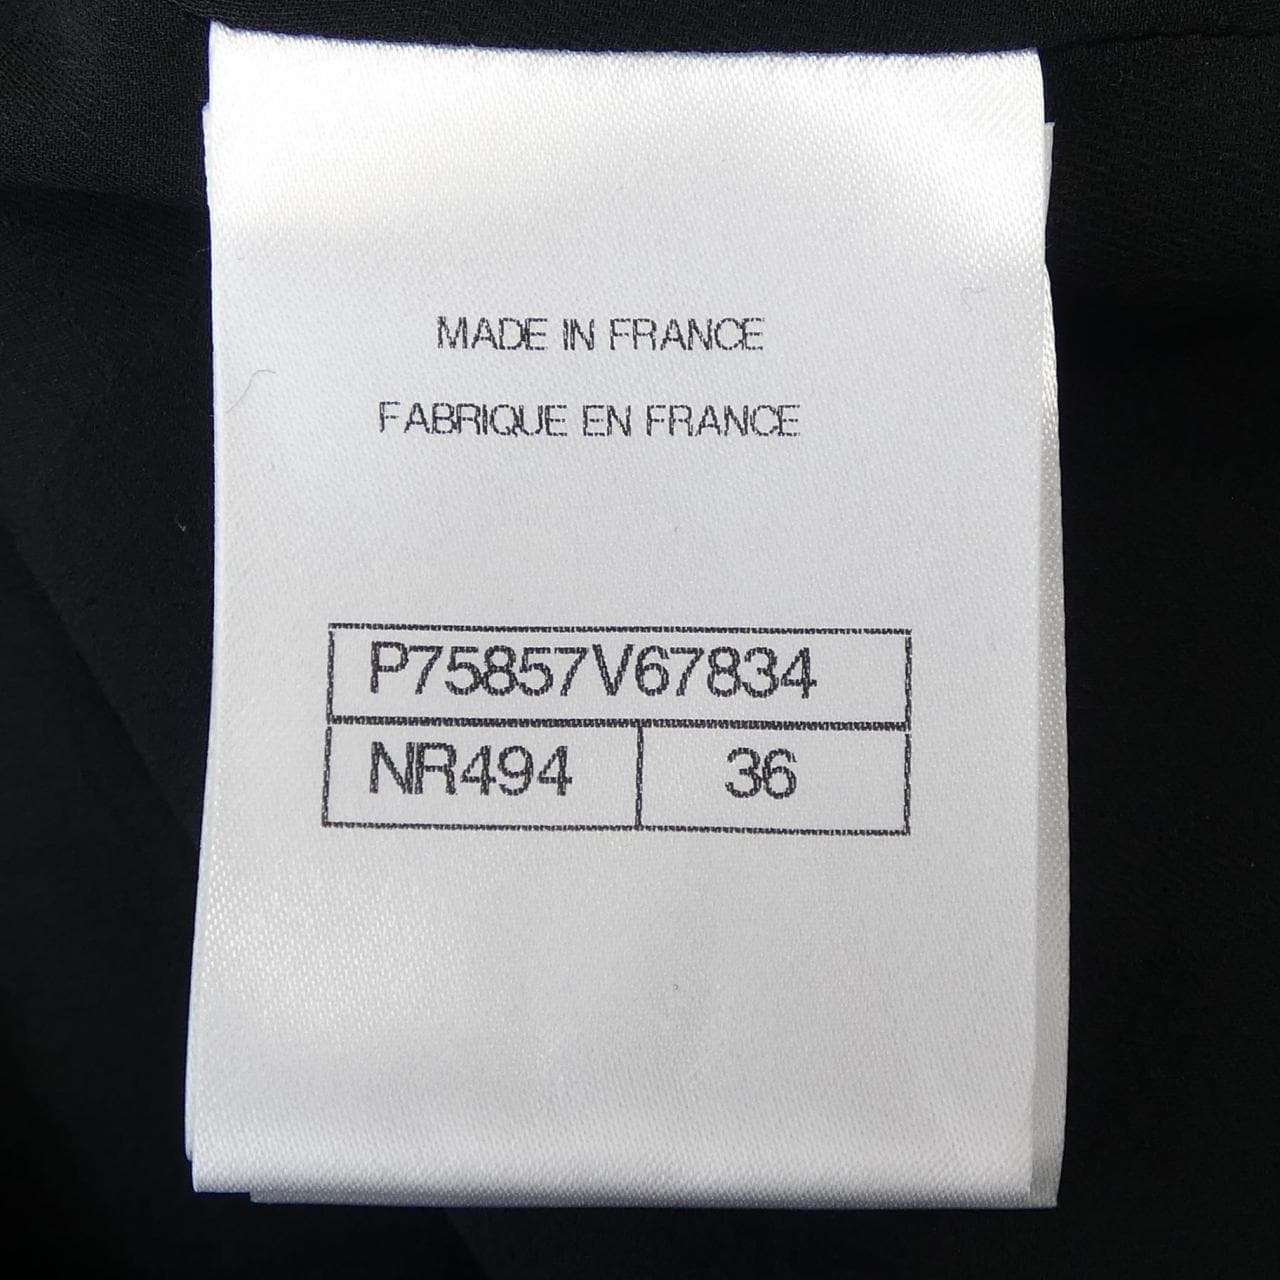 MADE IN FRANCE
FABRIQUE EN FRANCE
P75857V67834
NR494 36